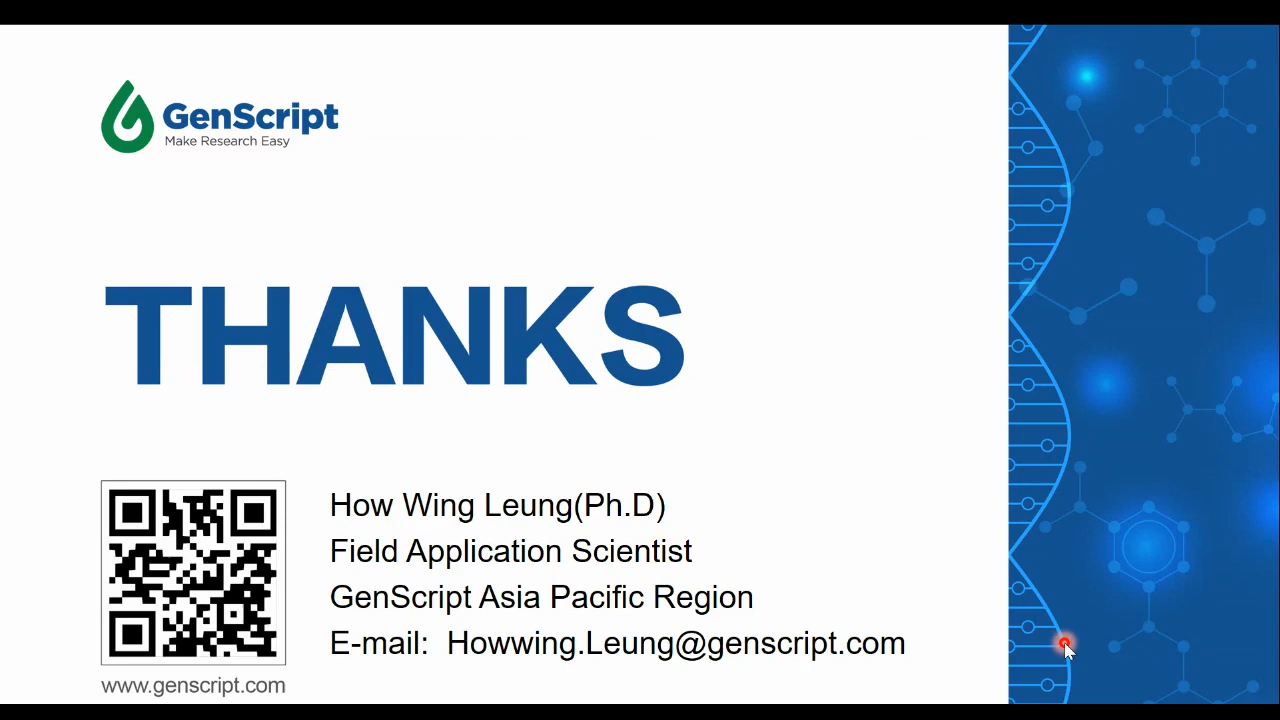 GenScript
Make Research Easy
THANKS
How Wing Leung(Ph.D)
Field Application Scientist
GenScript Asia Pacific Region
E-mail:  Howwing.Leung@genscript.com
www.genscript.com